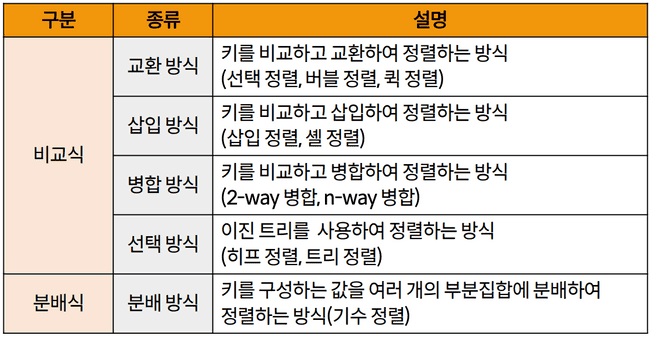 구분 종류 설명
비교식
교환 방식
키를 비교하고 교환하여 정렬하는 방식
(선택 정렬, 버블 정렬, 퀵 정렬)
삽입 방식
키를 비교하고 삽입하여 정렬하는 방식
(삽입 정렬, 셸 정렬)
병합 방식
키를 비교하고 병합하여 정렬하는 방식
(2-way 병합, n-way 병합)
선택 방식
이진 트리를 사용하여 정렬하는 방식
(히프 정렬, 트리 정렬)
분배식
분배 방식
키를 구성하는 값을 여러 개의 부분집합에 분배하여
정렬하는 방식(기수 정렬)